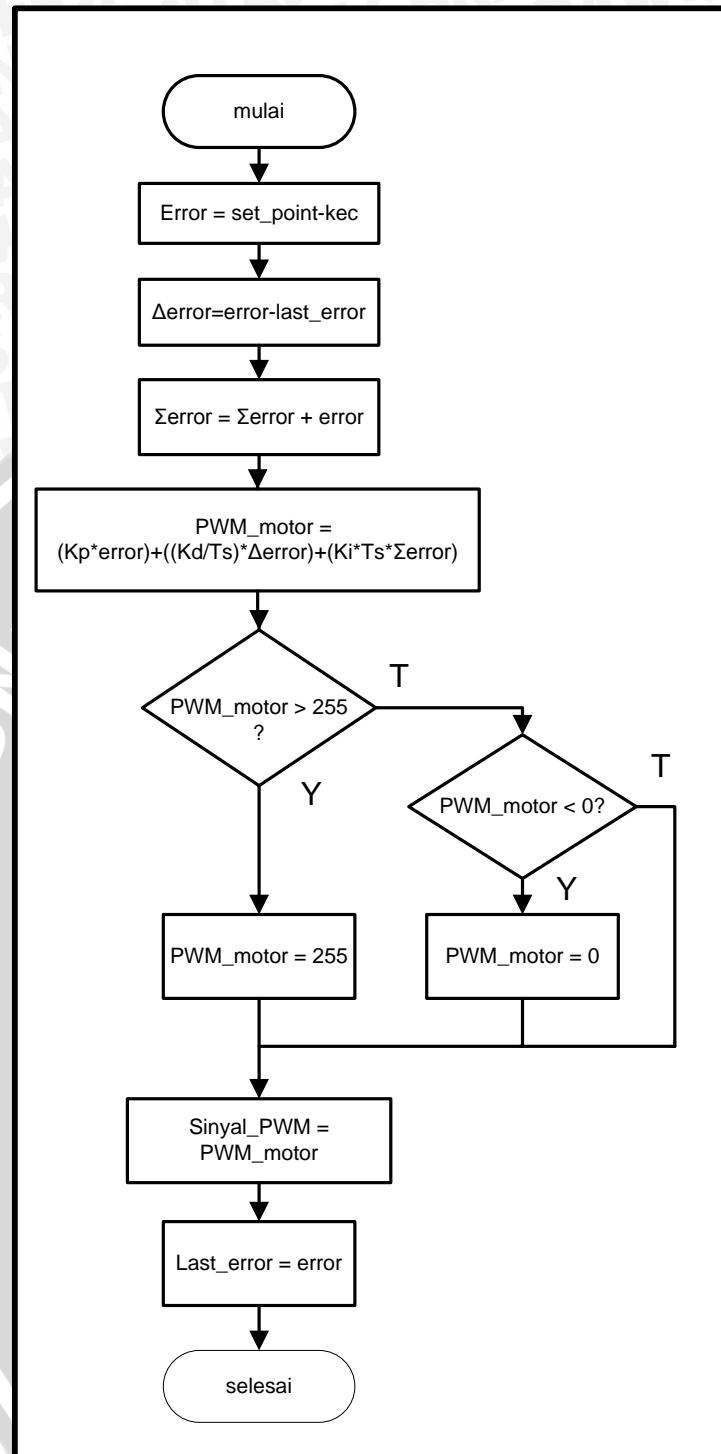 mulai
Error = set_point-kec
Δerror=error-last_error
Σerror = Σerror + error
PWM_motor =
(Kp*error)+((Kd/Ts)*Δerror)+(Ki*Ts*Σerror)
T
PWM_motor > 255
?
T
PWM_motor < 0?
Y
Y
PWM_motor = 255
PWM_motor = 0
Sinyal_PWM =
PWM_motor
Last_error = error
selesai